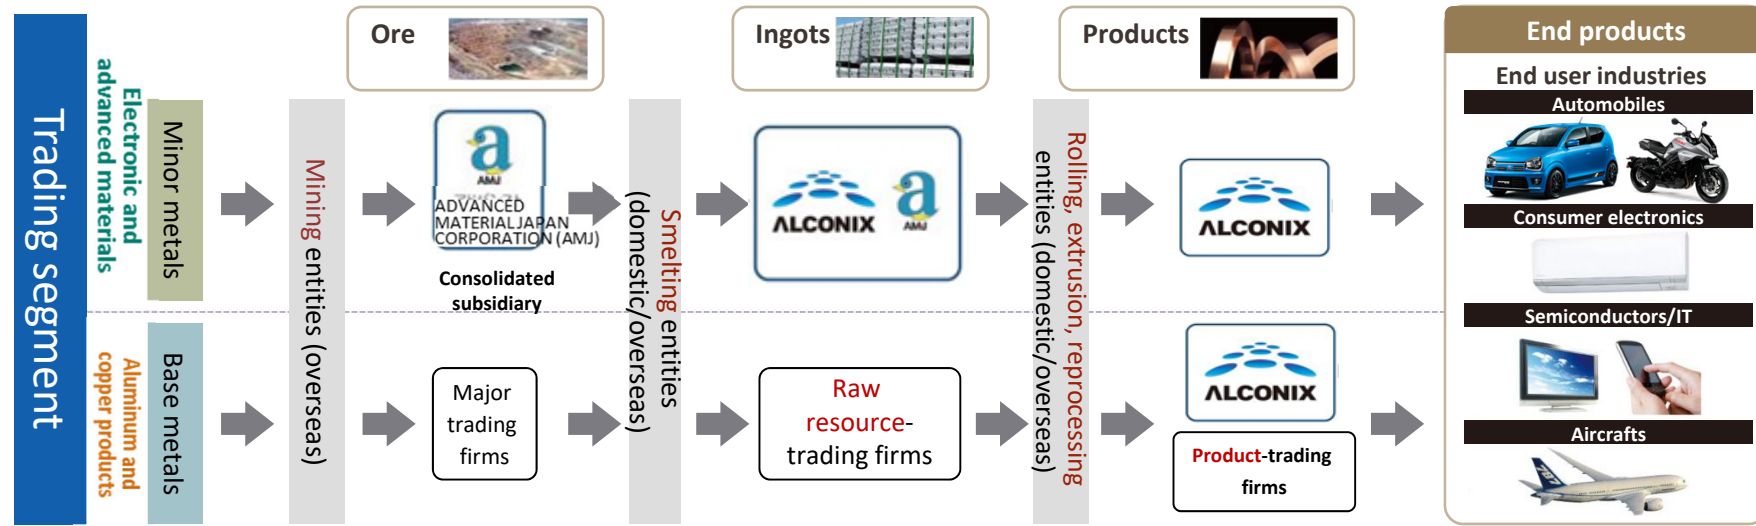 Trading segment
Electronic and
advanced materials
Minor metals
Aluminum and
copper products
Base metals
Ore
Ingots
Products
Mining entities (overseas)
a
AMJ
ADVANCED
MATERIAL JAPAN
CORPORATION (AMJ)
Consolidated
subsidiary
Major
trading
firms
Smelting entities
(domestic/overseas)
ALCONIX
a
AMJ
Raw
resource-
trading firms
Rolling, extrusion, reprocessing
entities (domestic/overseas)
ALCONIX
ALCONIX
Product-trading
firms
End products
End user industries
Automobiles
Consumer electronics
Semiconductors/IT
Aircrafts
787